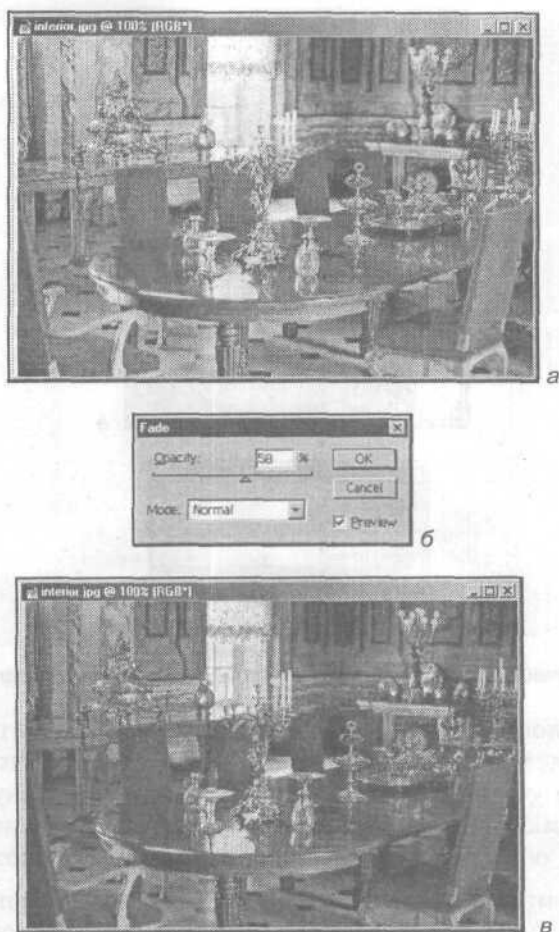 interior.jpg @ 100% (RGB*)
а
Fade
Opacity: 58 % OK
Cancel
Mode: Normal
Preview
б
interior.jpg @ 100% (RGB*)
в